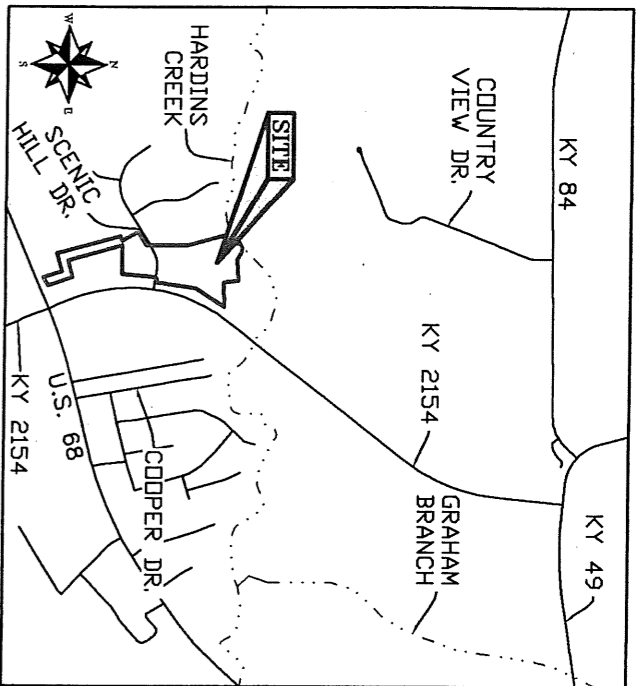 KY 84
COUNTRY
VIEW DR.
HARDINS
CREEK
SITE
SCENIC
HILL DR.
KY 2154
KY 49
GRAHAM
BRANCH
U.S. 68
COOPER DR.
KY 2154
N
W
E
S